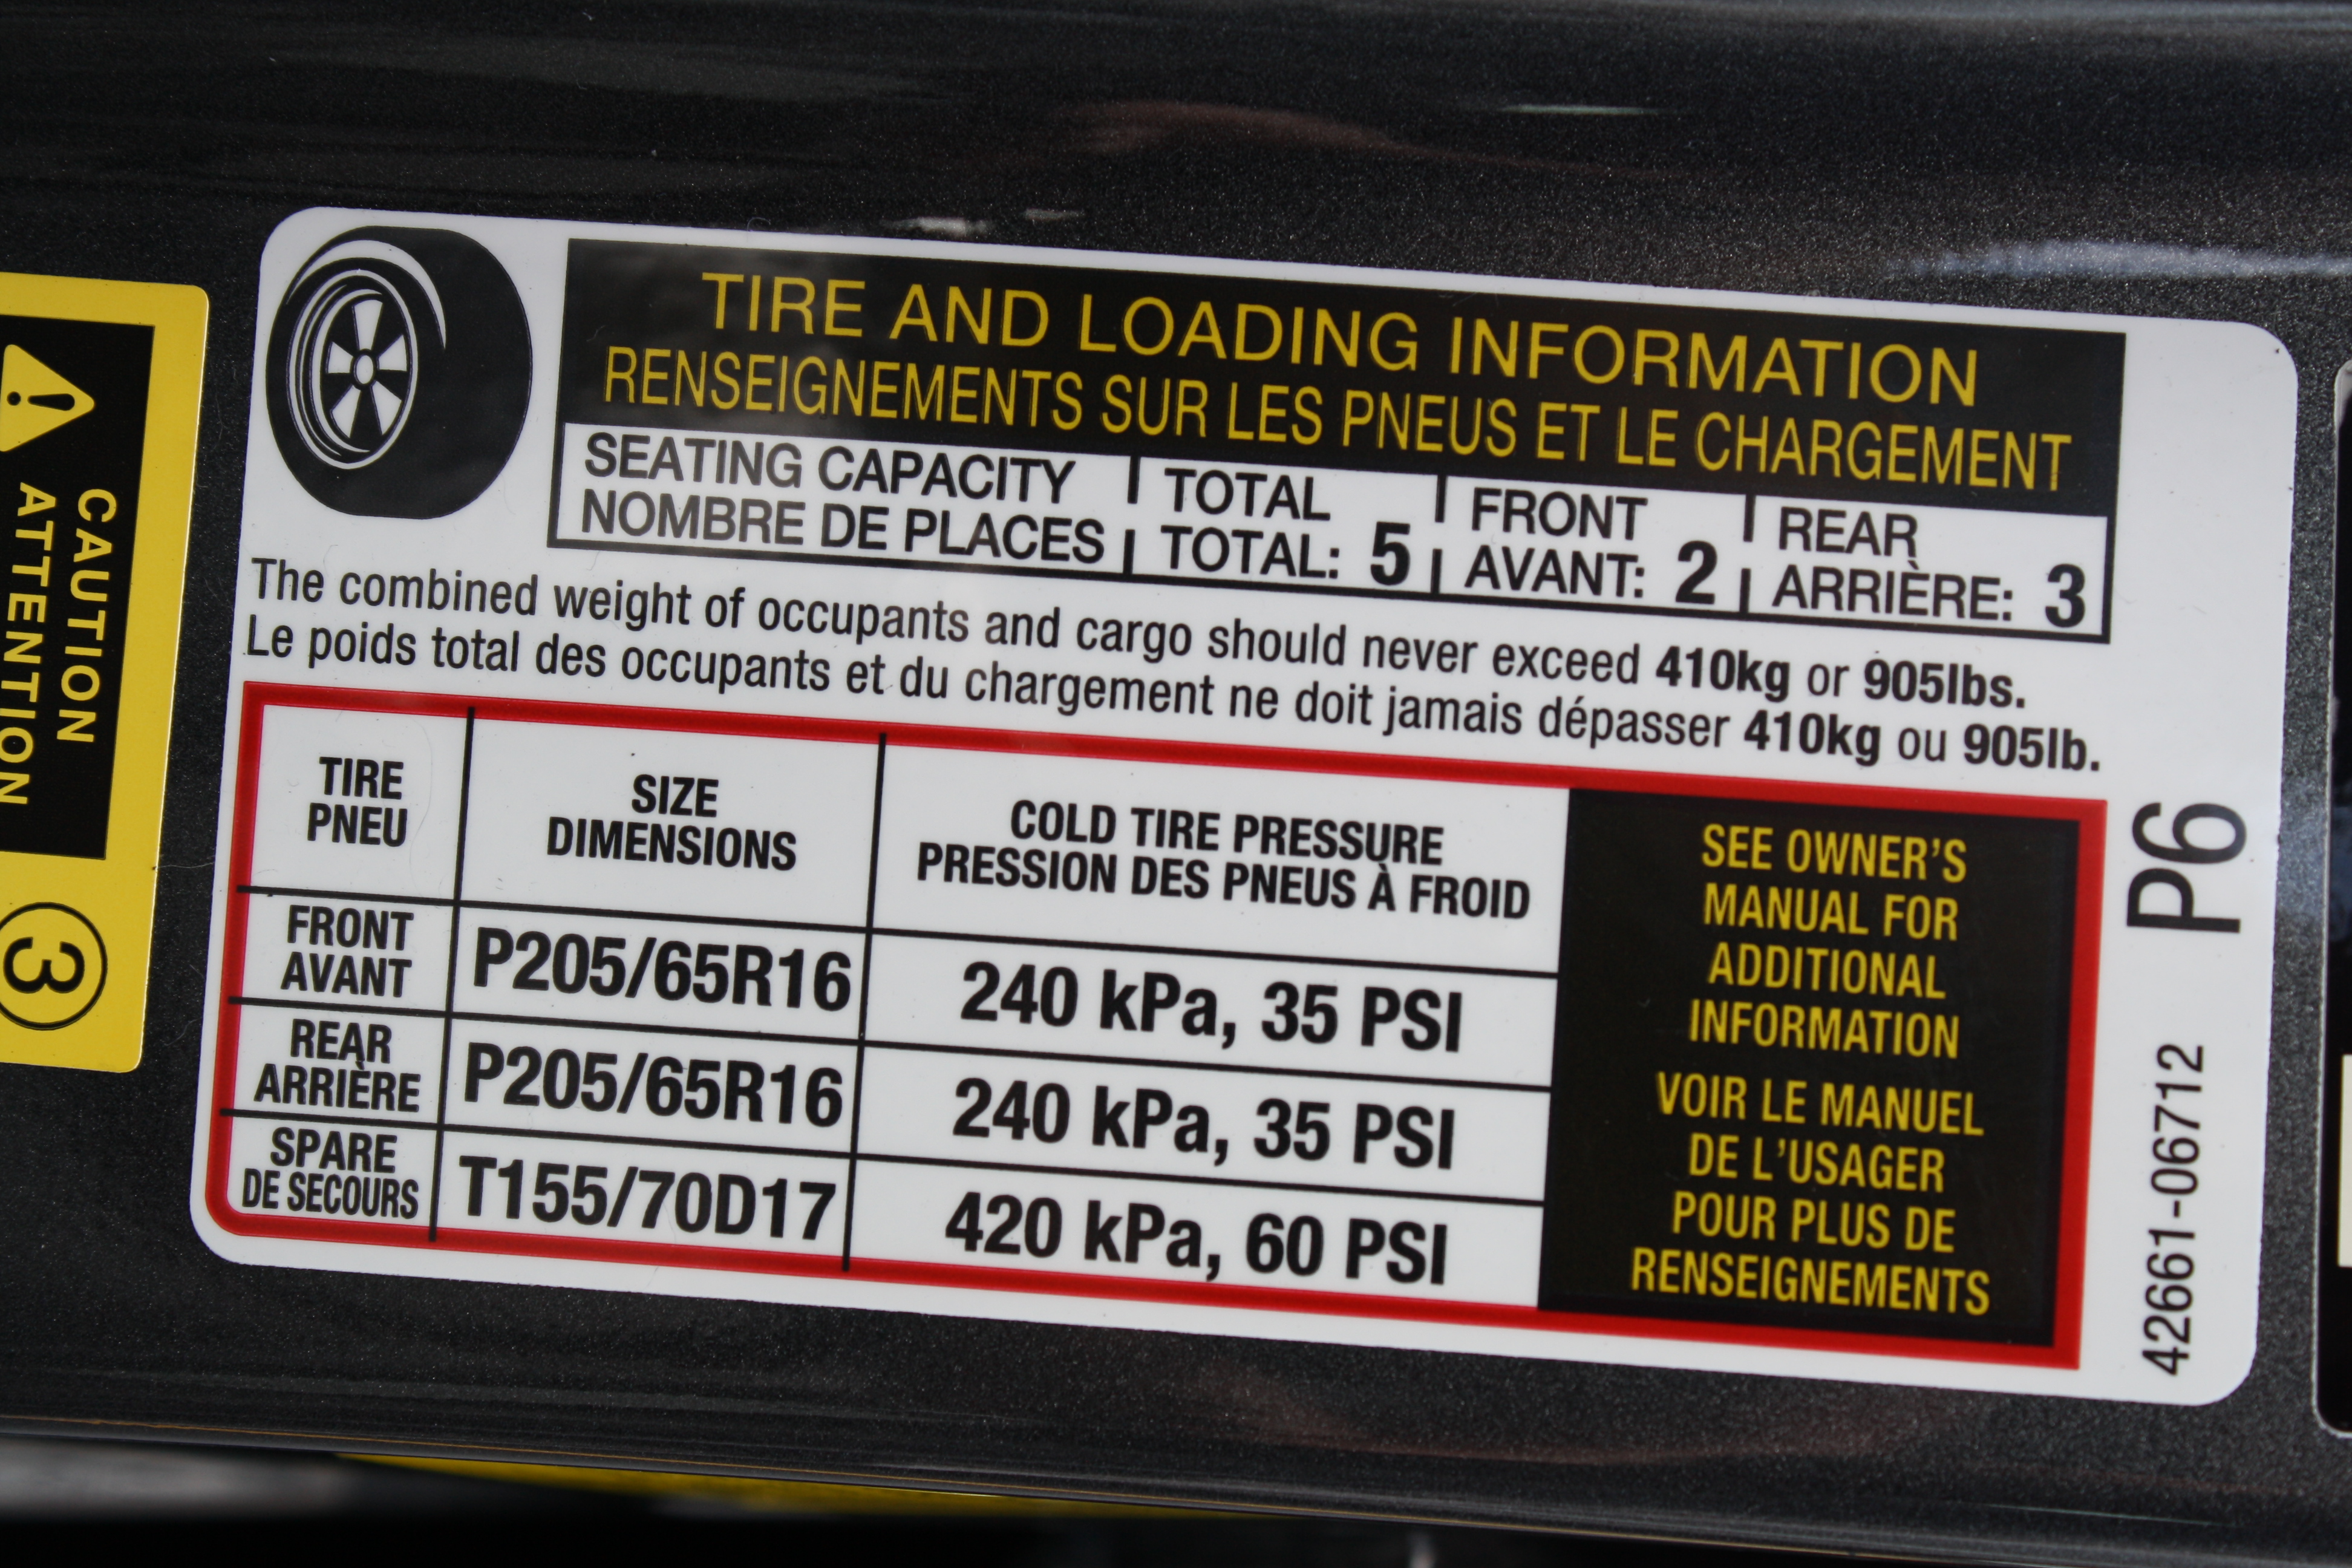 TIRE AND LOADING INFORMATION
RENSEIGNEMENTS SUR LES PNEUS ET LE CHARGEMENT
SEATING CAPACITY TOTAL FRONT REAR
NOMBRE DE PLACES TOTAL: 5 AVANT: 2 ARRIÈRE: 3
The combined weight of occupants and cargo should never exceed 410kg or 905lbs.
Le poids total des occupants et du chargement ne doit jamais dépasser 410kg ou 905lb.
TIRE
PNEU
SIZE
DIMENSIONS
COLD TIRE PRESSURE
PRESSION DES PNEUS À FROID
FRONT
AVANT
P205/65R16
240 kPa, 35 PSI
REAR
ARRIÈRE
P205/65R16
240 kPa, 35 PSI
SPARE
DE SECOURS
T155/70D17
420 kPa, 60 PSI
SEE OWNER'S
MANUAL FOR
ADDITIONAL
INFORMATION
VOIR LE MANUEL
DE L'USAGER
POUR PLUS DE
RENSEIGNEMENTS
42661-06712 P6
CAUTION
ATTENTION
3